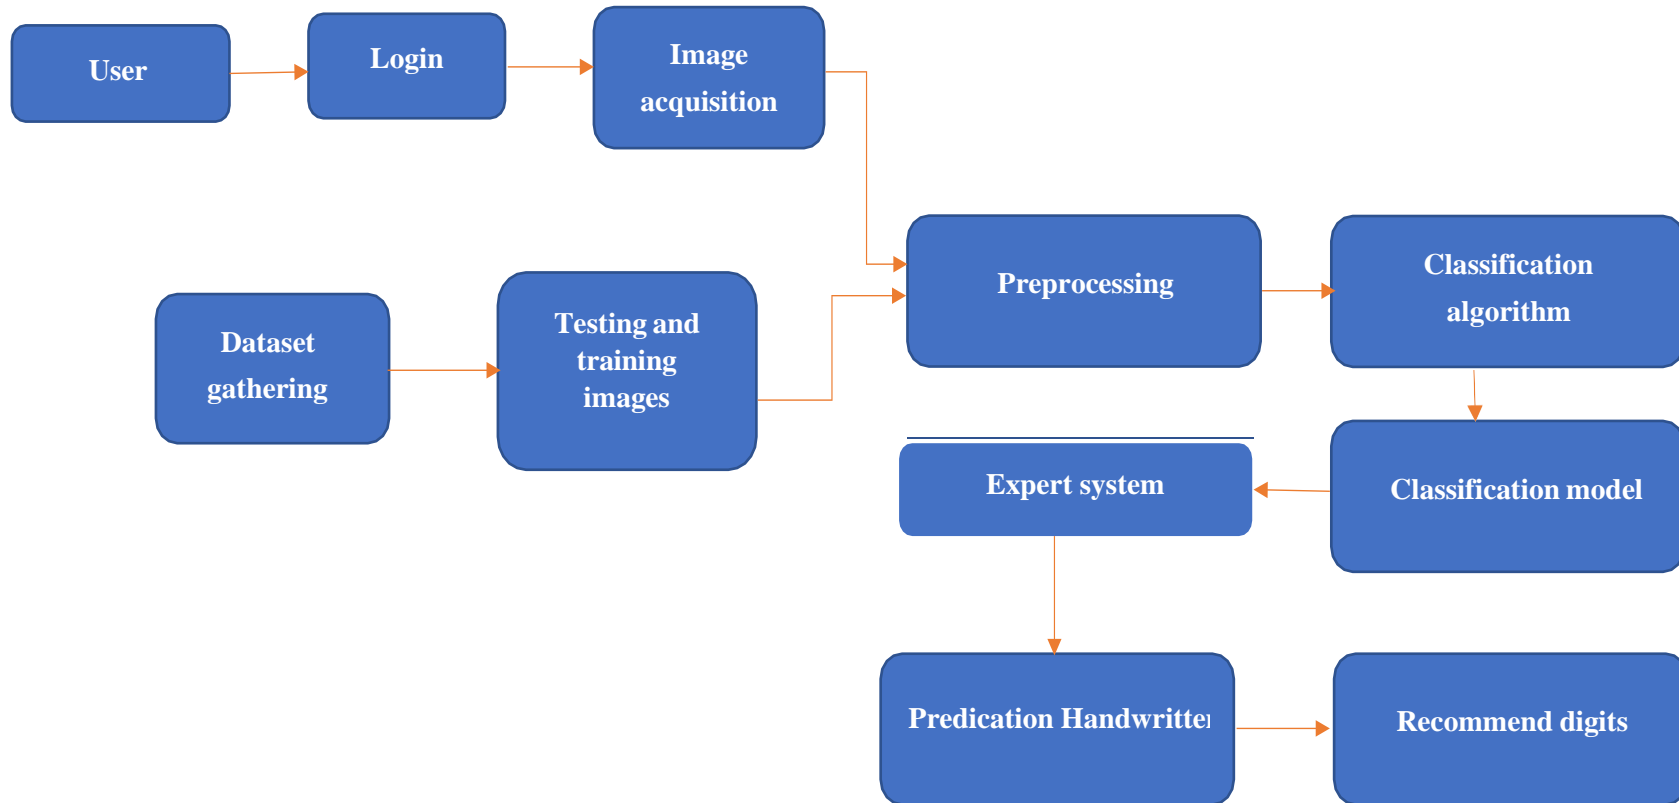 User
Login
Image
acquisition
Preprocessing
Classification
algorithm
Dataset
gathering
Testing and
training
images
Expert system
Classification model
Predication Handwritter
Recommend digits